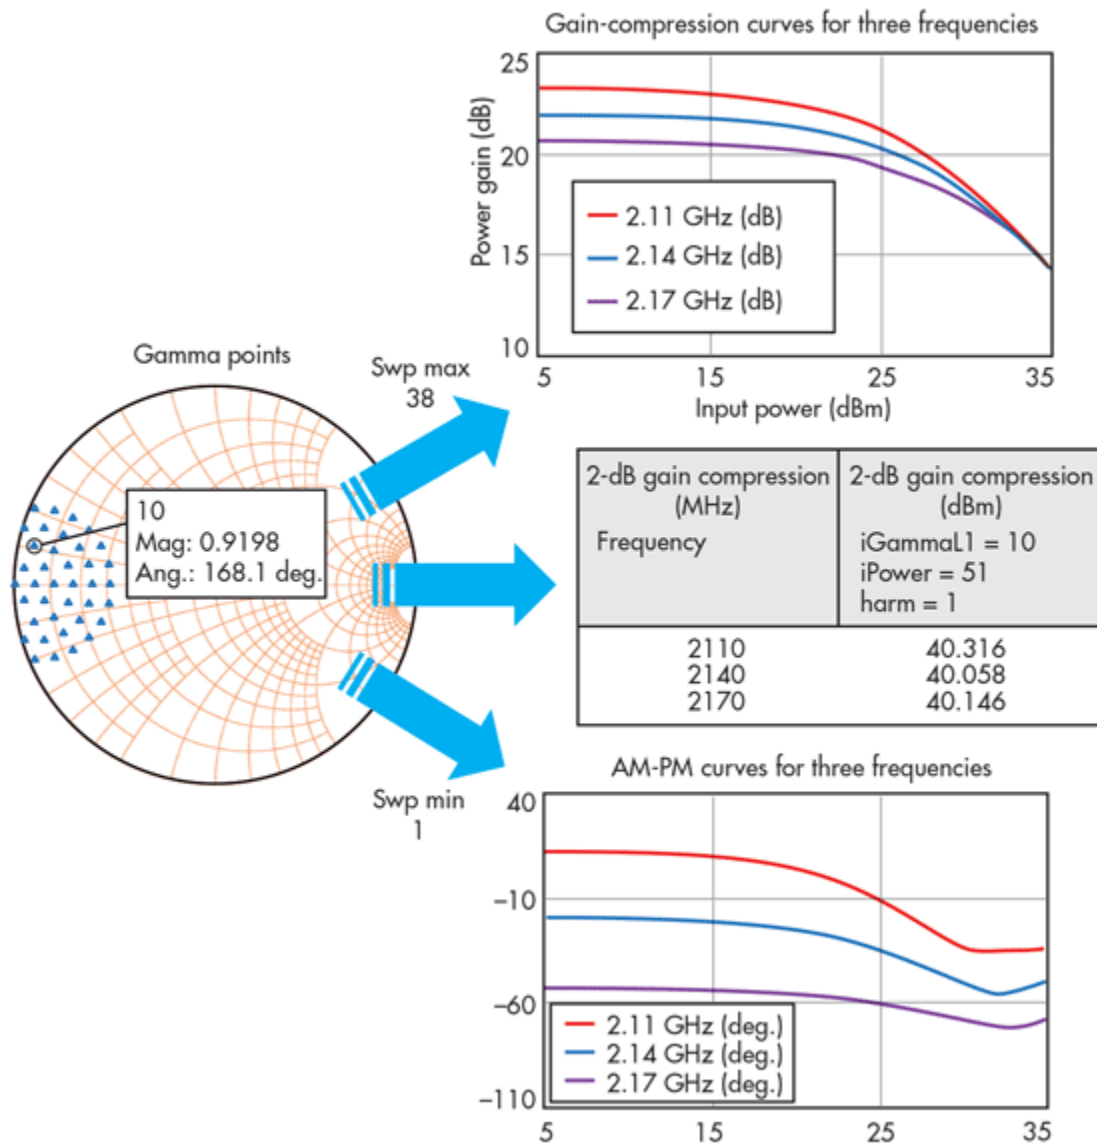 Gain-compression curves for three frequencies
25
20
15
10
Power gain (dB)
2.11 GHz (dB)
2.14 GHz (dB)
2.17 GHz (dB)
5
15
25
35
Input power (dBm)
Gamma points
Swp max
38
10
Mag: 0.9198
Ang.: 168.1 deg.
Swp min
1
2-dB gain compression
(MHz)
Frequency
2-dB gain compression
(dBm)
iGammaL1 = 10
iPower = 51
harm = 1
2110 40.316
2140 40.058
2170 40.146
AM-PM curves for three frequencies
40
–10
–60
–110
2.11 GHz (deg.)
2.14 GHz (deg.)
2.17 GHz (deg.)
5
15
25
35